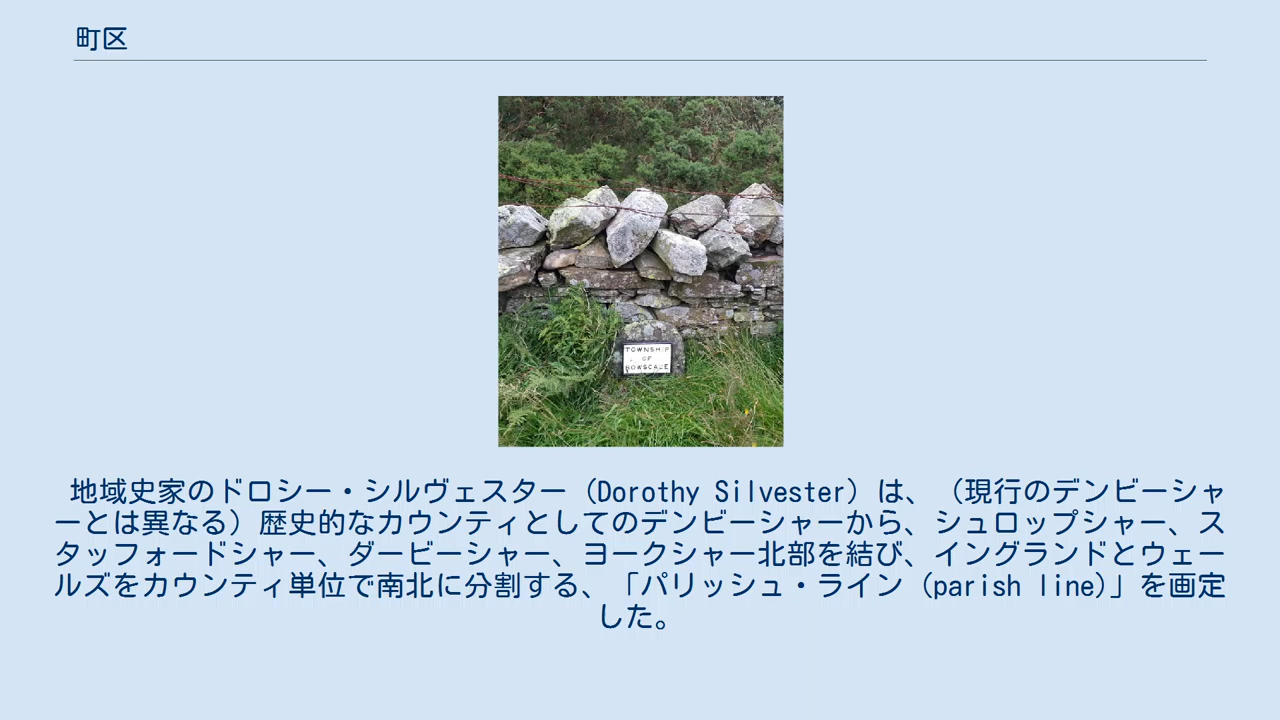 町区
TOWNSHIP
OF
BOWSCALE
地域史家のドロシー・シルヴェスター（Dorothy Silvester）は、（現行のデンビーシャ
ーとは異なる）歴史的なカウンティとしてのデンビーシャーから、シュロップシャー、ス
タッフォードシャー、ダービーシャー、ヨークシャー北部を結び、イングランドとウェー
ルズをカウンティ単位で南北に分割する、「パリッシュ・ライン（parish line)」を画定
した。